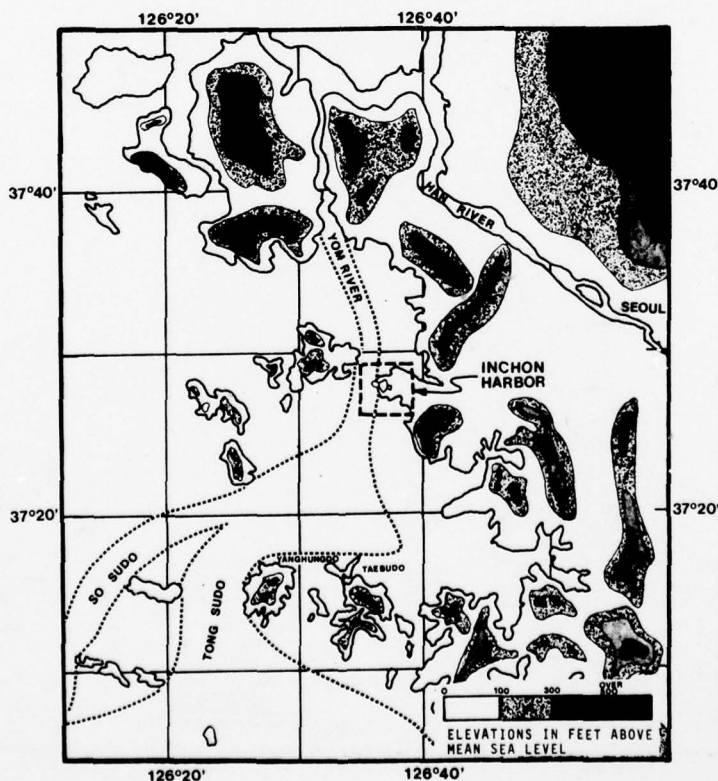 126°20'
126°40'
37°40'
37°40'
HAN RIVER
YOM RIVER
SEOUL
INCHON
HARBOR
37°20'
37°20'
SO SUDO
TONG SUDO
YANGHUNGDO
TAEBUDO
OVER
0 100 300
ELEVATIONS IN FEET ABOVE
MEAN SEA LEVEL
126°20'
126°40'